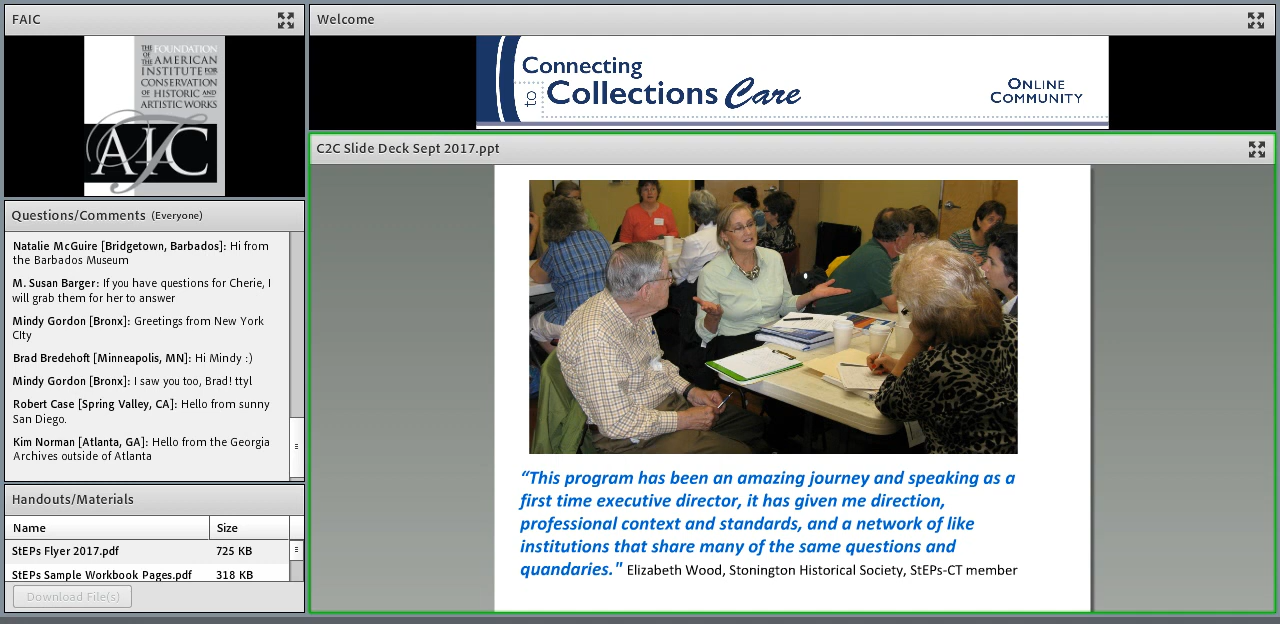 FAIC
THE FOUNDATION
OF THE AMERICAN
INSTITUTE FOR
CONSERVATION
OF HISTORIC AND
ARTISTIC WORKS
AIC
Questions/Comments (Everyone)
Natalie McGuire [Bridgetown, Barbados]: Hi from
the Barbados Museum
M. Susan Barger: If you have questions for Cherie, I
will grab them for her to answer
Mindy Gordon [Bronx]: Greetings from New York
CIty
Brad Bredehoft [Minneapolis, MN]: Hi Mindy :)
Mindy Gordon [Bronx]: I saw you too, Brad! ttyl
Robert Case [Spring Valley, CA]: Hello from sunny
San Diego.
Kim Norman [Atlanta, GA]: Hello from the Georgia
Archives outside of Atlanta
Handouts/Materials
Name Size
StEPs Flyer 2017.pdf 725 KB
StEPs Sample Workbook Pages.pdf 318 KB
Download File(s)
Welcome
Connecting
to Collections Care
ONLINE
COMMUNITY
C2C Slide Deck Sept 2017.ppt
“This program has been an amazing journey and speaking as a
first time executive director, it has given me direction,
professional context and standards, and a network of like
institutions that share many of the same questions and
quandaries." Elizabeth Wood, Stonington Historical Society, StEPs-CT member